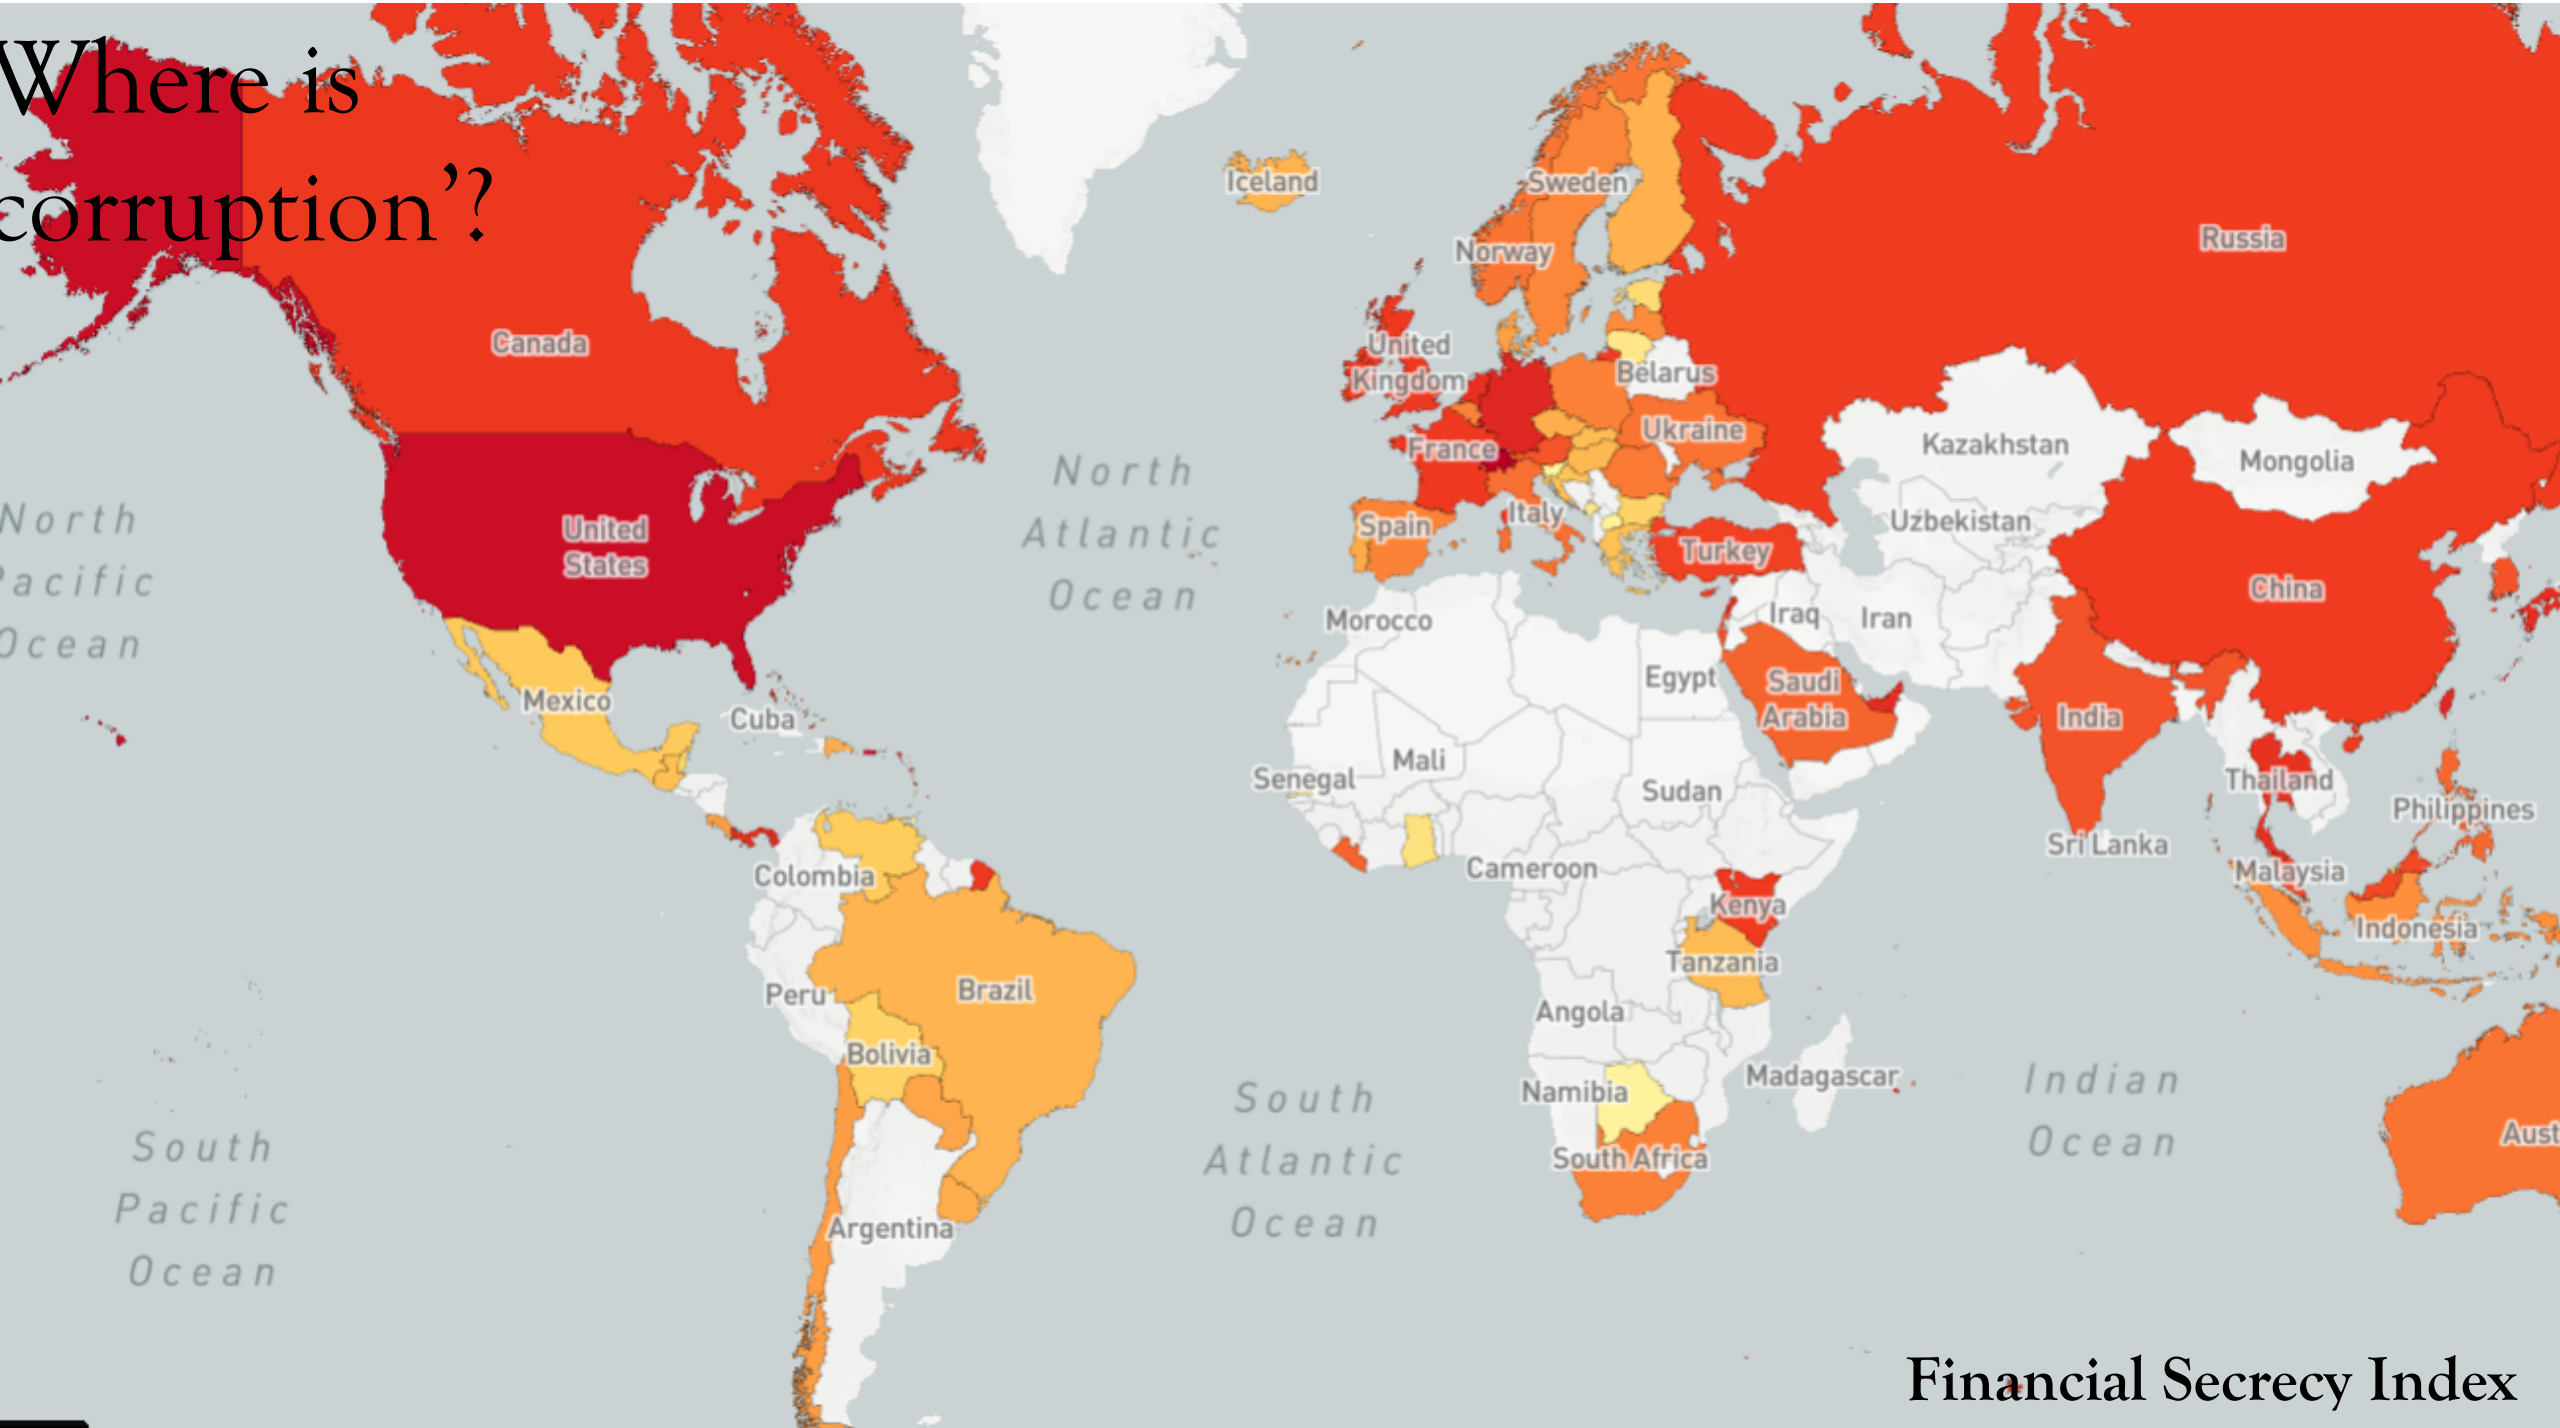 Where is
corruption’?
Iceland
Sweden
Norway
Russia
Canada
United
Kingdom
Belarus
Ukraine
France
Kazakhstan
Mongolia
North
Atlantic
Ocean
North
Pacific
Ocean
United
States
Spain
Italy
Turkey
Uzbekistan
China
Morocco
Iraq
Iran
Egypt
Saudi
Arabia
India
Mexico
Cuba
Mali
Senegal
Sudan
Thailand
Philippines
Sri Lanka
Colombia
Cameroon
Malaysia
Kenya
Indonesia
Tanzania
Peru
Brazil
Angola
Bolivia
Namibia
Madagascar
South
Atlantic
Ocean
Indian
Ocean
Aust
South
Pacific
Ocean
South Africa
Argentina
Financial Secrecy Index